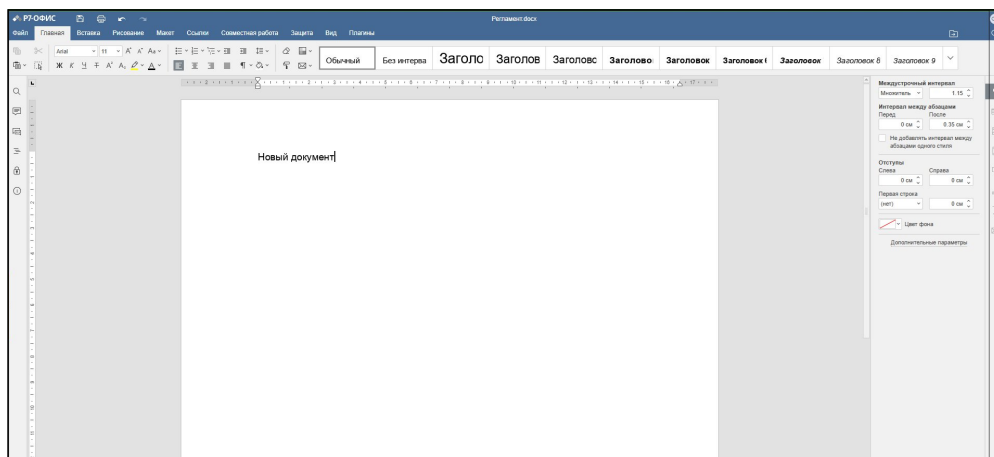 Р7-ОФИС
Регламент.docx
Файл Главная Вставка Рисование Макет Ссылки Совместная работа Защита Вид Плагины
Arial 11
Ж К Ч
Обычный Без интерва Заголо Заголов Заголовс Заголово Заголовок Заголовок ( Заголовок Заголовок 8 Заголовок 9
Новый документ
Междустрочный интервал
Множитель 1.15
Интервал между абзацами
Перед После
0 см 0.35 см
Не добавлять интервал между
абзацами одного стиля
Отступы
Слева Справа
0 см 0 см
Первая строка
(нет) 0 см
Цвет фона
Дополнительные параметры